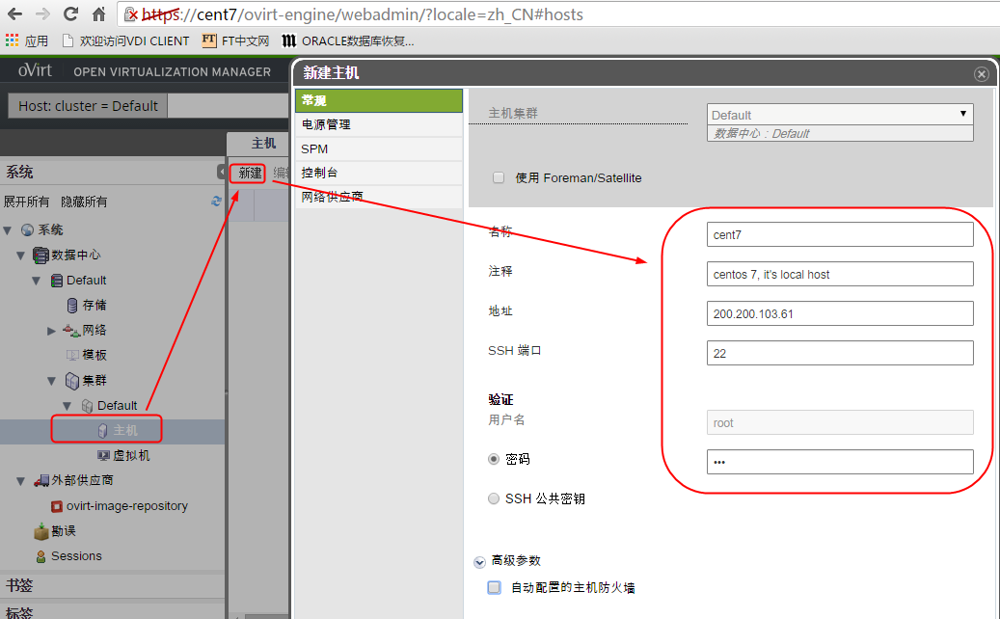 https://cent7/ovirt-engine/webadmin/?locale=zh_CN#hosts
应用 欢迎访问VDI CLIENT FT FT中文网 ORACLE数据库恢复...
oVirt OPEN VIRTUALIZATION MANAGER
Host: cluster = Default
主机
系统
新建 编辑
展开所有 隐藏所有
系统
数据中心
Default
存储
网络
模板
集群
Default
主机
虚拟机
外部供应商
ovirt-image-repository
勘误
Sessions
书签
标签
新建主机
常规
电源管理
SPM
控制台
网络供应商
主机集群 Default
数据中心 : Default
使用 Foreman/Satellite
名称 cent7
注释 centos 7, it's local host
地址 200.200.103.61
SSH 端口 22
验证
用户名 root
密码 •••
SSH 公共密钥
高级参数
自动配置的主机防火墙